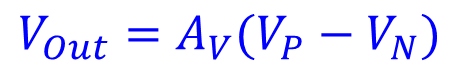 V_Out = A_V(V_P − V_N)